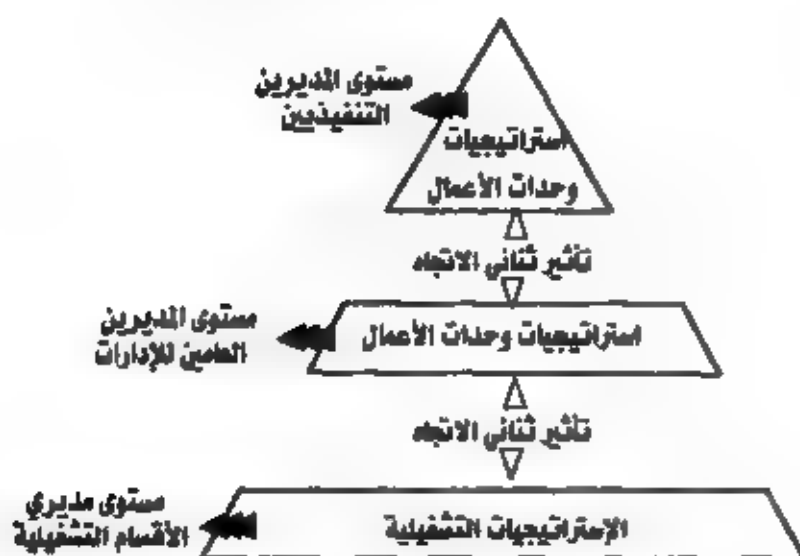 مستوى المديرين
التنفيذيين
استراتيجيات
وحدات الأعمال
تأثير ثنائي الاتجاه
مستوى المديرين
العامين للإدارات
استراتيجيات وحدات الأعمال
تأثير ثنائي الاتجاه
مستوى مديري
الأقسام التشغيلية
الإستراتيجيات التشغيلية